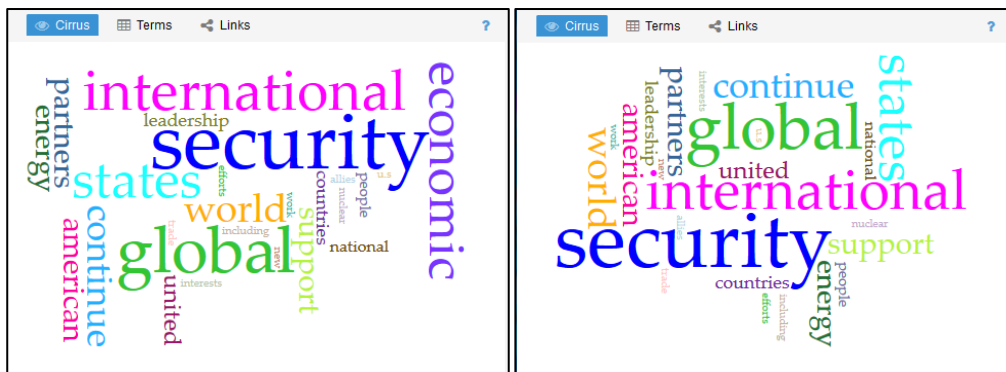 Cirrus Terms Links ?
international
economic
partners
energy
leadership
security
states
efforts
countries
allies
nuclear
people
u.s
world
work
continue
american
trade
including
support
global
new
national
united
interests
Cirrus Terms Links ?
states
continue
interests
partners
leadership
american
work
world
global
u.s
national
new
united
international
allies
nuclear
security
support
trade
countries
energy
people
efforts
including